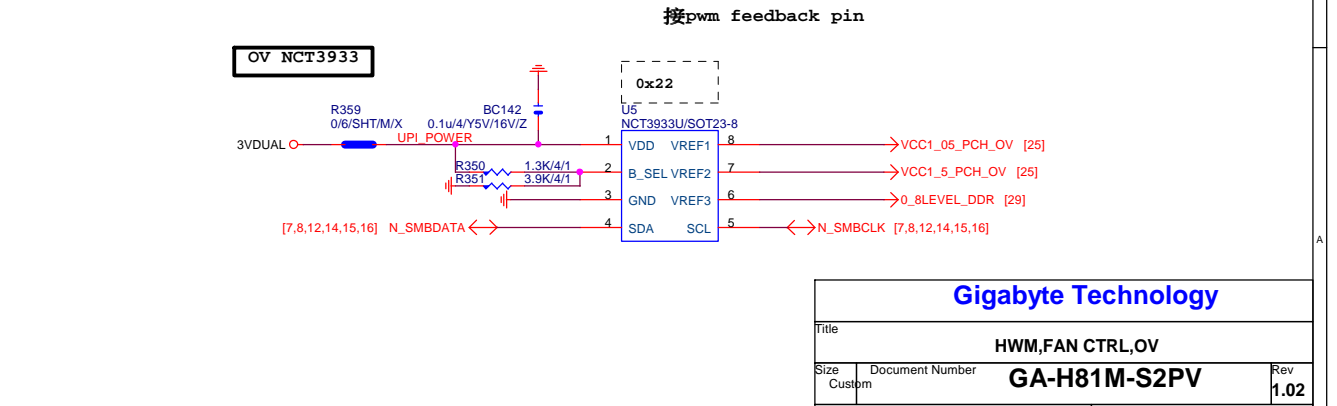 接pwm feedback pin
OV NCT3933
0x22
R359
0/6/SHT/M/X
BC142
0.1u/4/Y5V/16V/Z
U5
NCT3933U/SOT23-8
3VDUAL
UPI_POWER
1 VDD VREF1 8
VCC1_05_PCH_OV [25]
R350 1.3K/4/1
R351 3.9K/4/1
2 B_SEL VREF2 7
VCC1_5_PCH_OV [25]
3 GND VREF3 6
0_8LEVEL_DDR [29]
[7,8,12,14,15,16] N_SMBDATA
4 SDA SCL 5
N_SMBCLK [7,8,12,14,15,16]
A
Gigabyte Technology
Title
HWM,FAN CTRL,OV
Size
Custom
Document Number
GA-H81M-S2PV
Rev
1.02